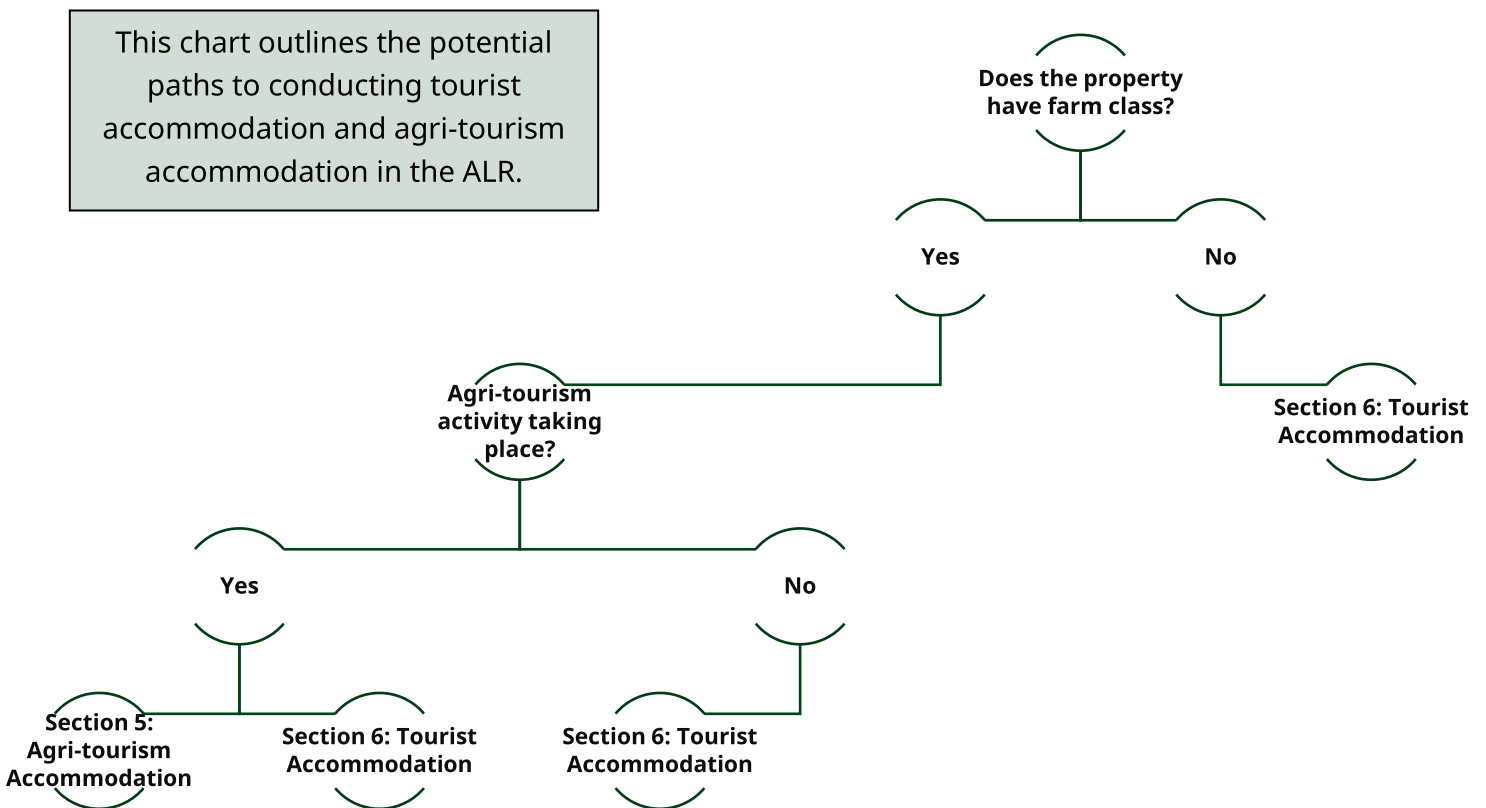 This chart outlines the potential
paths to conducting tourist
accommodation and agri-tourism
accommodation in the ALR.
Does the property
have farm class?
Yes
No
Agri-tourism
activity taking
place?
Section 6: Tourist
Accommodation
Yes
No
Section 5:
Agri-tourism
Accommodation
Section 6: Tourist
Accommodation
Section 6: Tourist
Accommodation